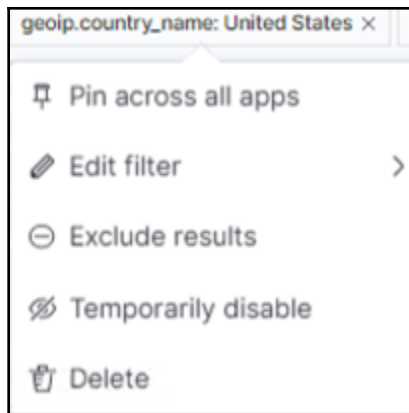 geoip.country_name: United States ×
Pin across all apps
Edit filter
Exclude results
Temporarily disable
Delete